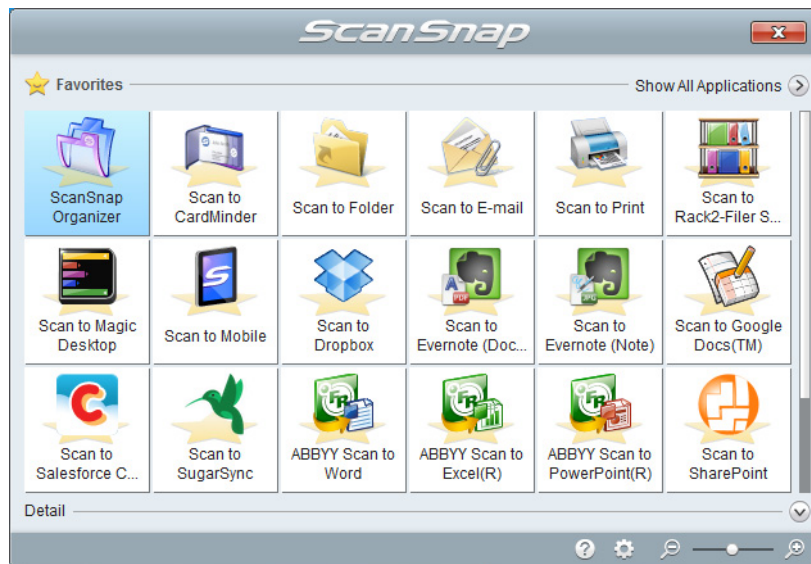 ScanSnap
Favorites
Show All Applications
ScanSnap
Organizer
Scan to
CardMinder
Scan to Folder
Scan to E-mail
Scan to Print
Scan to
Rack2-Filer S...
Scan to Magic
Desktop
Scan to Mobile
Scan to
Dropbox
Scan to
Evernote (Doc...
Scan to
Evernote (Note)
Scan to Google
Docs(TM)
Scan to
Salesforce C...
Scan to
SugarSync
ABBYY Scan to
Word
ABBYY Scan to
Excel(R)
ABBYY Scan to
PowerPoint(R)
Scan to
SharePoint
Detail